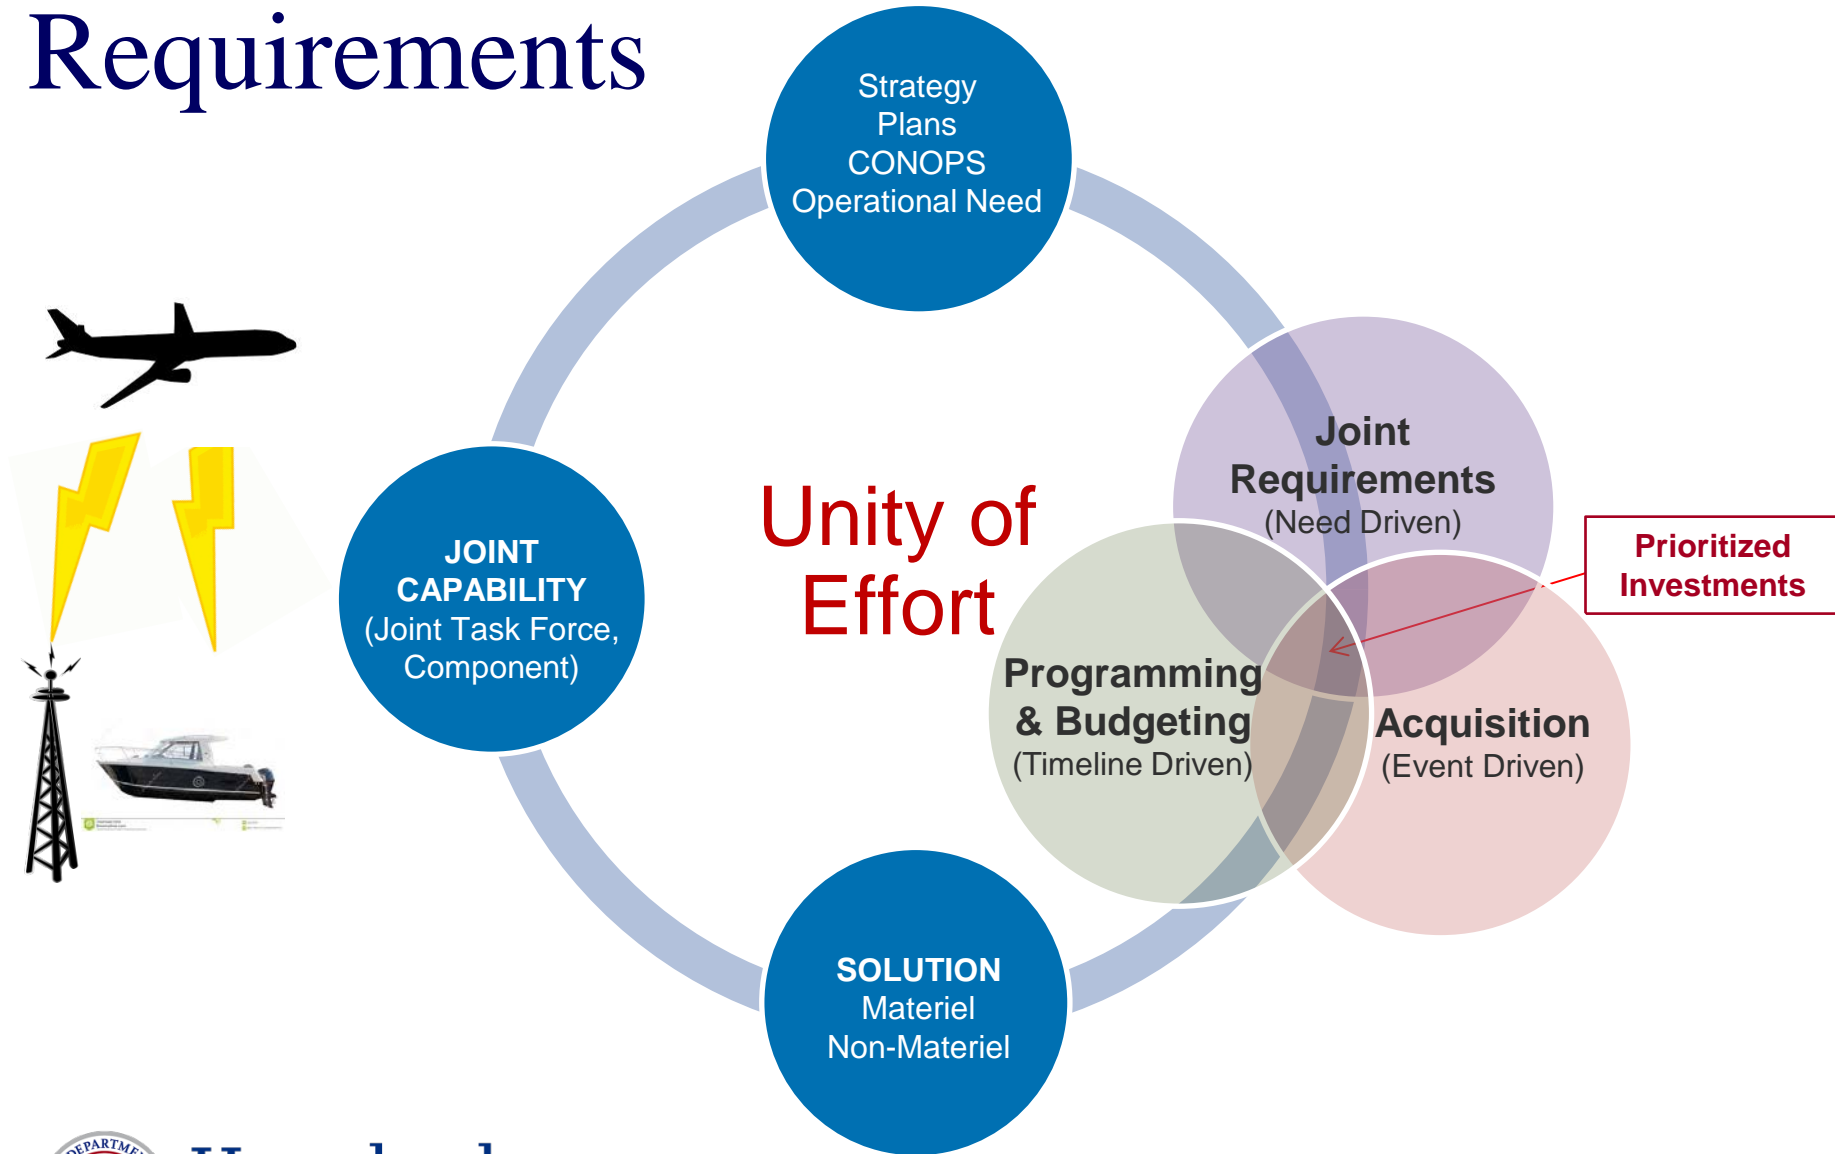 Requirements
Strategy
Plans
CONOPS
Operational Need
Joint
Requirements
(Need Driven)
Prioritized
Investments
Unity of
Effort
JOINT
CAPABILITY
(Joint Task Force,
Component)
Programming
& Budgeting
(Timeline Driven)
Acquisition
(Event Driven)
SOLUTION
Materiel
Non-Materiel